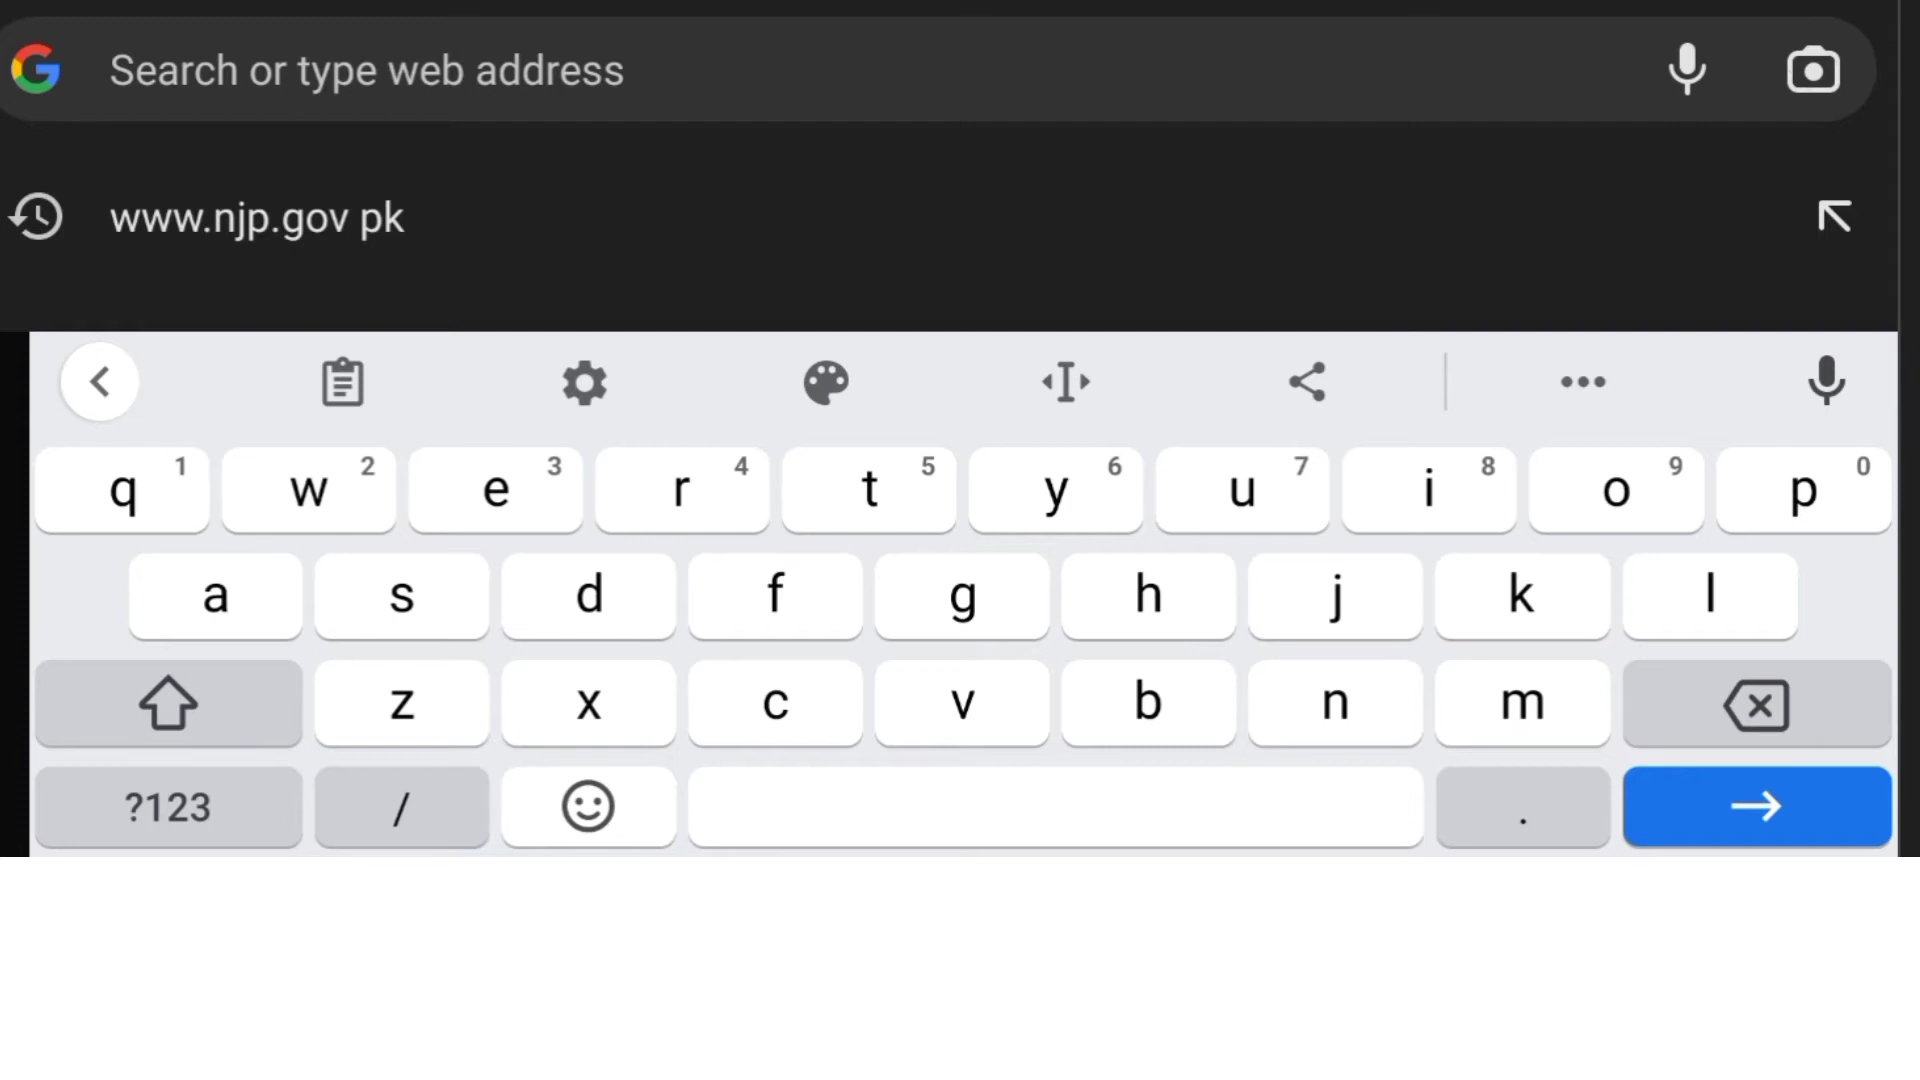 Search or type web address
www.njp.gov pk
q 1 w 2 e 3 r 4 t 5 y 6 u 7 i 8 o 9 p 0
a s d f g h j k l
z x c v b n m
?123 / .